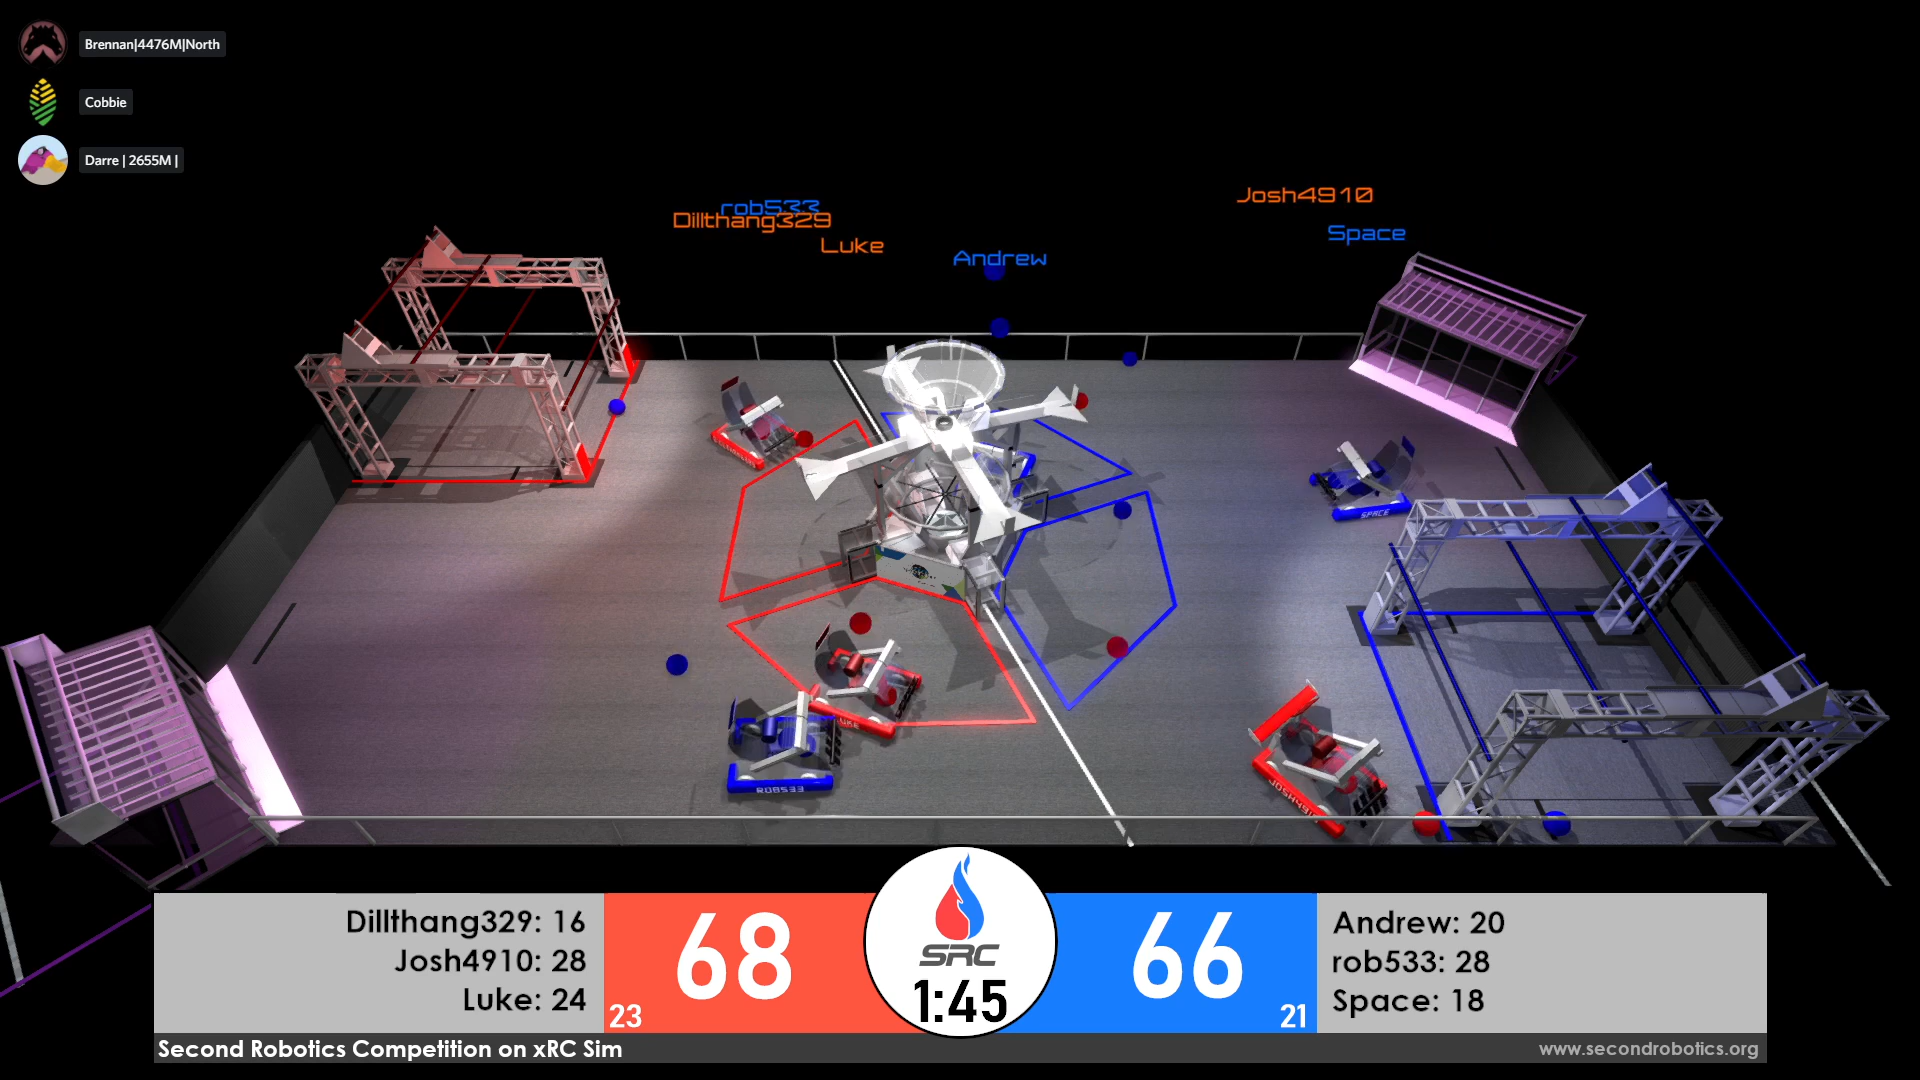 Brennan|4476M|North
Cobbie
Darre | 2655M |
Josh4910
rob533
Dillthang329
Space
Luke
Andrew
SPACE
LUKE
ROB533
JOSH4910
Dillthang329: 16
Josh4910: 28
Luke: 24
23
68
SRC
1:45
66
21
Andrew: 20
rob533: 28
Space: 18
Second Robotics Competition on xRC Sim
www.secondrobotics.org